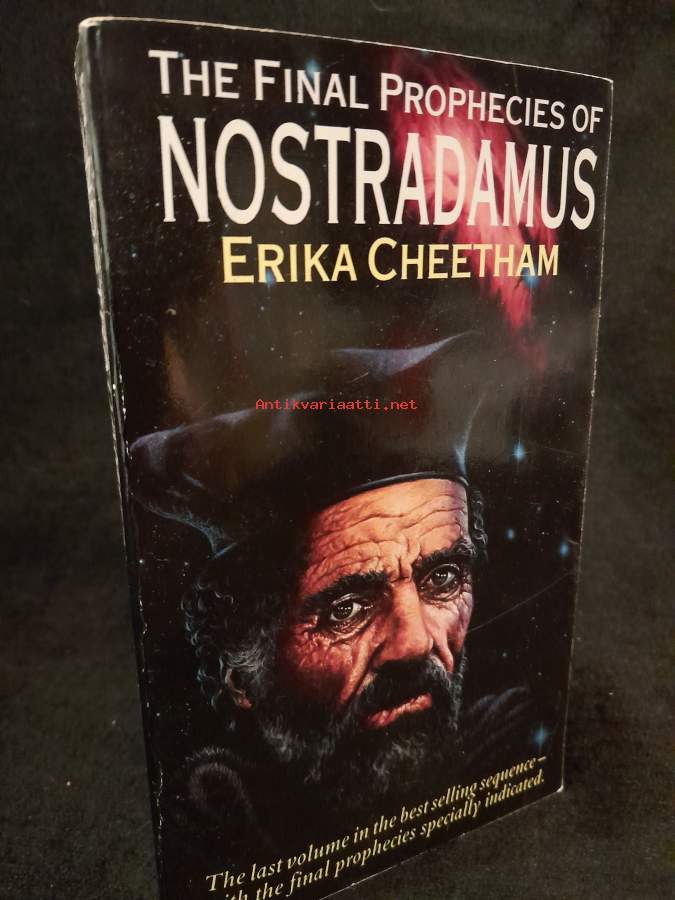 THE FINAL PROPHECIES OF
NOSTRADAMUS
ERIKA CHEETHAM
Antikvariaatti.net
The last volume in the best selling sequence–
with the final prophecies specially indicated.